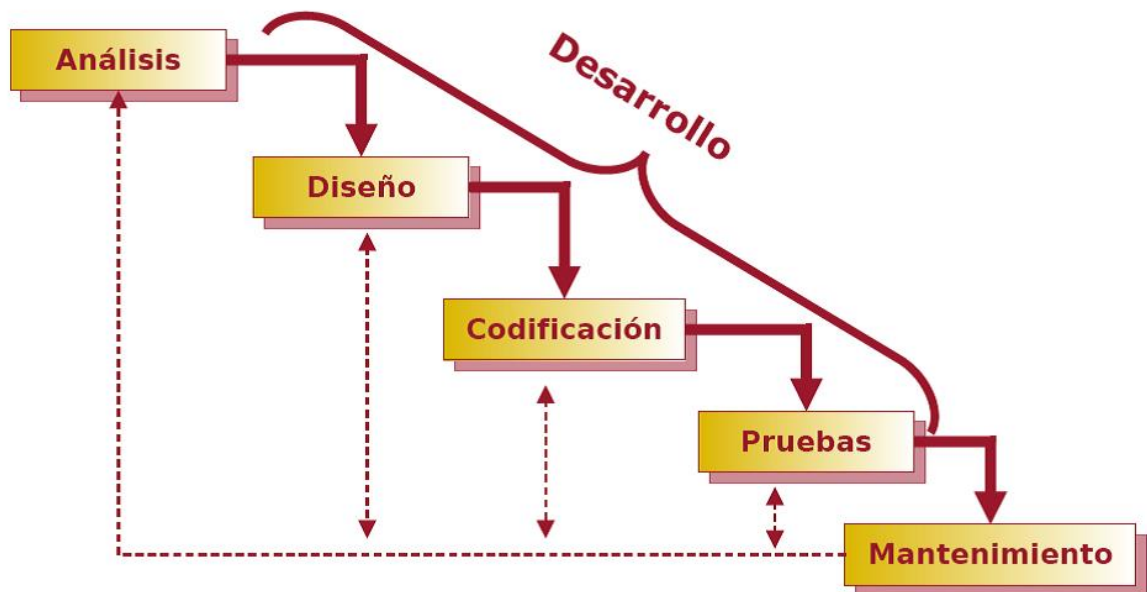 Análisis
Desarrollo
Diseño
Codificación
Pruebas
Mantenimiento